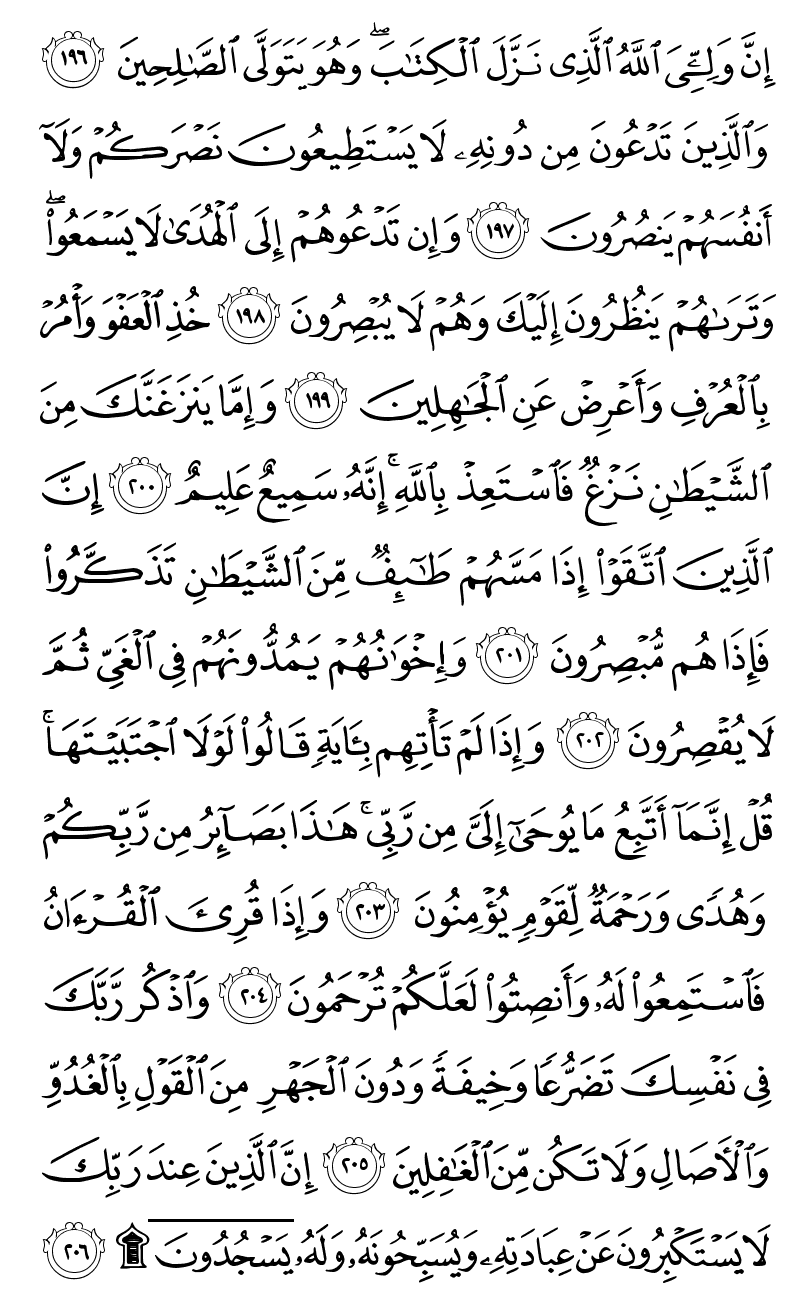 إِنَّ وَلِـِّۧيَ ٱللَّهُ ٱلَّذِي نَزَّلَ ٱلۡكِتَٰبَۖ وَهُوَ يَتَوَلَّى ٱلصَّٰلِحِينَ ١٩٦
وَٱلَّذِينَ تَدۡعُونَ مِن دُونِهِۦ لَا يَسۡتَطِيعُونَ نَصۡرَكُمۡ وَلَآ
أَنفُسَهُمۡ يَنصُرُونَ ١٩٧ وَإِن تَدۡعُوهُمۡ إِلَى ٱلۡهُدَىٰ لَا يَسۡمَعُواْۖ
وَتَرَىٰهُمۡ يَنظُرُونَ إِلَيۡكَ وَهُمۡ لَا يُبۡصِرُونَ ١٩٨ خُذِ ٱلۡعَفۡوَ وَأۡمُرۡ
بِٱلۡعُرۡفِ وَأَعۡرِضۡ عَنِ ٱلۡجَٰهِلِينَ ١٩٩ وَإِمَّا يَنزَغَنَّكَ مِنَ
ٱلشَّيۡطَٰنِ نَزۡغٞ فَٱسۡتَعِذۡ بِٱللَّهِۚ إِنَّهُۥ سَمِيعٌ عَلِيمٌ ٢٠٠ إِنَّ
ٱلَّذِينَ ٱتَّقَوۡاْ إِذَا مَسَّهُمۡ طَٰٓئِفٞ مِّنَ ٱلشَّيۡطَٰنِ تَذَكَّرُواْ
فَإِذَا هُم مُّبۡصِرُونَ ٢٠١ وَإِخۡوَٰنُهُمۡ يَمُدُّونَهُمۡ فِي ٱلۡغَيِّ ثُمَّ
لَا يُقۡصِرُونَ ٢٠٢ وَإِذَا لَمۡ تَأۡتِهِم بِـَٔايَةٖ قَالُواْ لَوۡلَا ٱجۡتَبَيۡتَهَاۚ
قُلۡ إِنَّمَآ أَتَّبِعُ مَا يُوحَىٰٓ إِلَيَّ مِن رَّبِّيۚ هَٰذَا بَصَآئِرُ مِن رَّبِّكُمۡ
وَهُدٗى وَرَحۡمَةٞ لِّقَوۡمٖ يُؤۡمِنُونَ ٢٠٣ وَإِذَا قُرِئَ ٱلۡقُرۡءَانُ
فَٱسۡتَمِعُواْ لَهُۥ وَأَنصِتُواْ لَعَلَّكُمۡ تُرۡحَمُونَ ٢٠٤ وَٱذۡكُر رَّبَّكَ
فِي نَفۡسِكَ تَضَرُّعٗا وَخِيفَةٗ وَدُونَ ٱلۡجَهۡرِ مِنَ ٱلۡقَوۡلِ بِٱلۡغُدُوِّ
وَٱلۡأٓصَالِ وَلَا تَكُن مِّنَ ٱلۡغَٰفِلِينَ ٢٠٥ إِنَّ ٱلَّذِينَ عِندَ رَبِّكَ
لَا يَسۡتَكۡبِرُونَ عَنۡ عِبَادَتِهِۦ وَيُسَبِّحُونَهُۥ وَلَهُۥ يَسۡجُدُونَ ۩ ٢٠٦